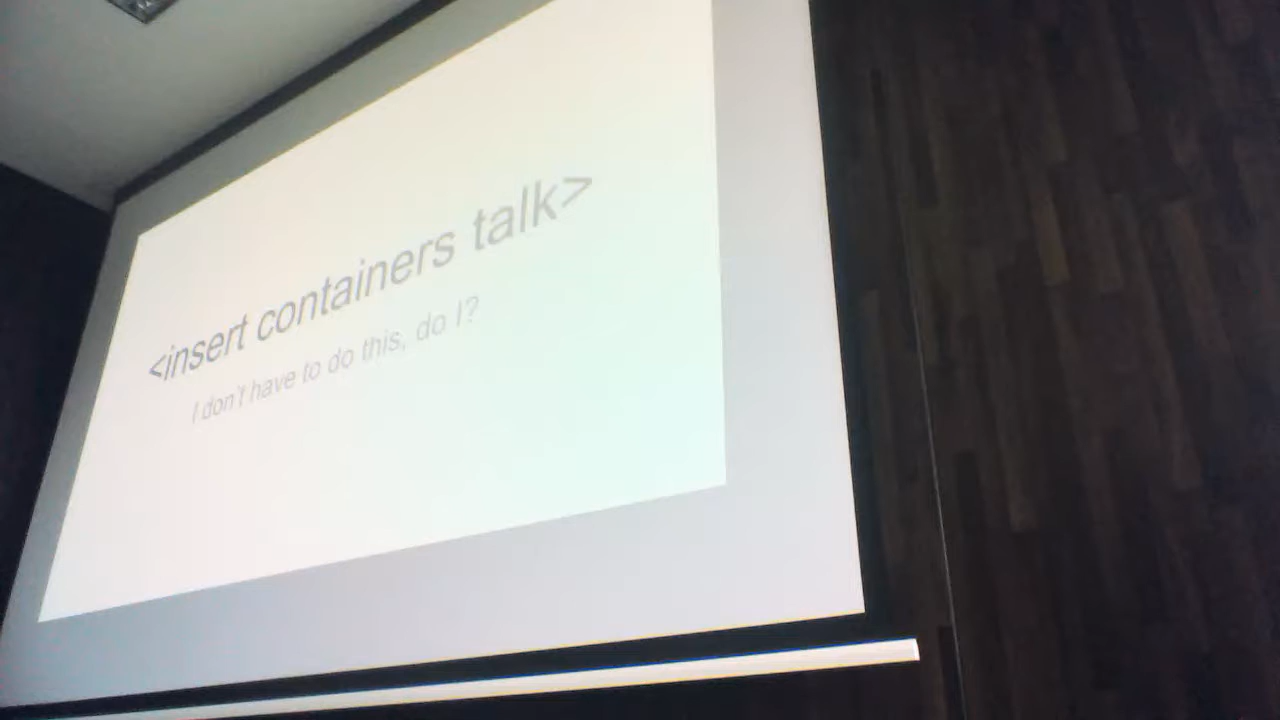 <insert containers talk>
I don't have to do this, do I?